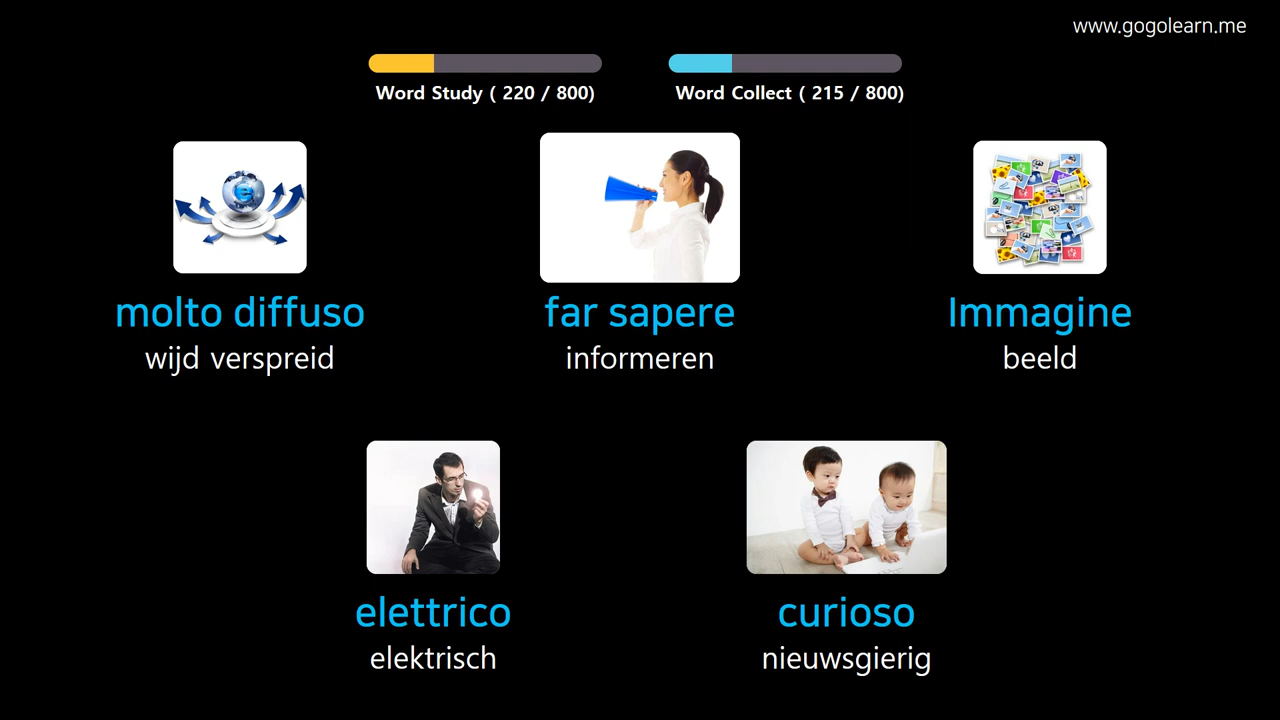 www.gogolearn.me
Word Study ( 220 / 800)
Word Collect ( 215 / 800)
molto diffuso
wijd verspreid
far sapere
informeren
Immagine
beeld
elettrico
elektrisch
curioso
nieuwsgierig